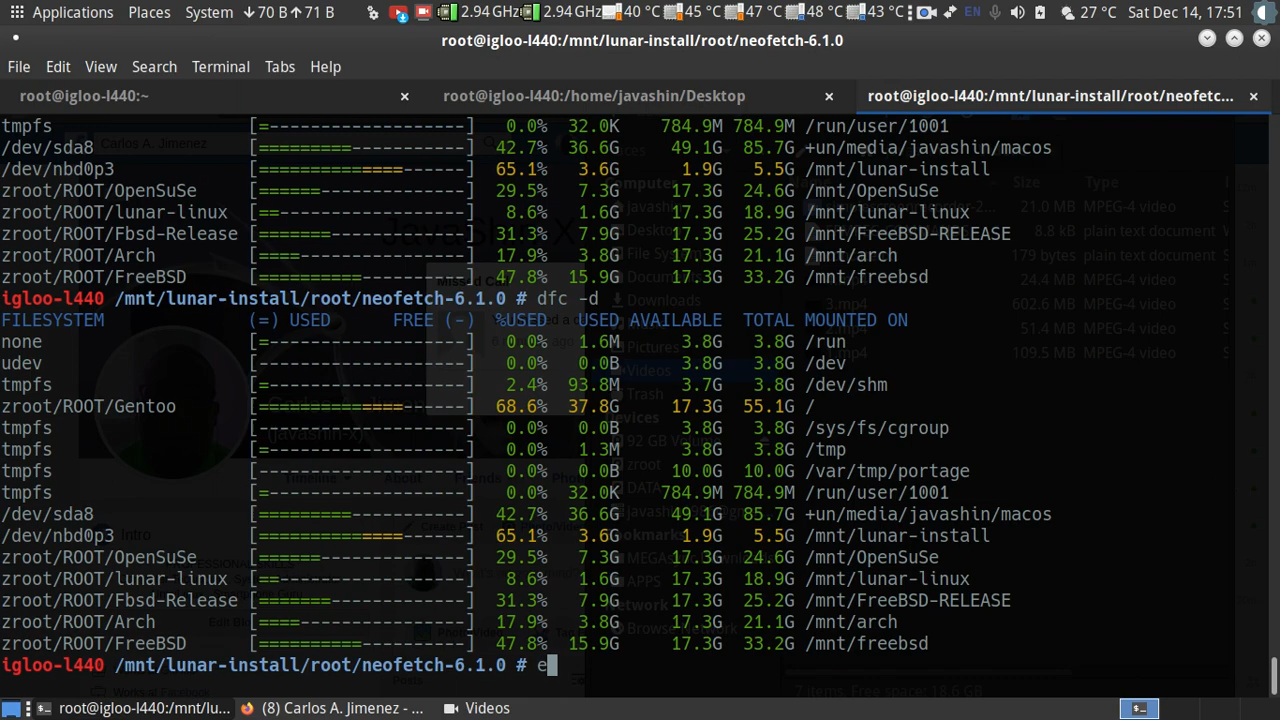 Applications Places System 70 B 71 B 2.94 GHz 2.94 GHz 40 °C 45 °C 47 °C 48 °C 43 °C EN 27 °C Sat Dec 14, 17:51
root@igloo-l440:/mnt/lunar-install/root/neofetch-6.1.0
File Edit View Search Terminal Tabs Help
root@igloo-l440:~ root@igloo-l440:/home/javashin/Desktop root@igloo-l440:/mnt/lunar-install/root/neofetc...
tmpfs [=-------------------] 0.0% 32.0K 784.9M 784.9M /run/user/1001
/dev/sda8 [=========-----------] 42.7% 36.6G 49.1G 85.7G +un/media/javashin/macos
/dev/nbd0p3 [==============------] 65.1% 3.6G 1.9G 5.5G /mnt/lunar-install
zroot/ROOT/OpenSuSe [======--------------] 29.5% 7.3G 17.3G 24.6G /mnt/OpenSuSe
zroot/ROOT/lunar-linux [==------------------] 8.6% 1.6G 17.3G 18.9G /mnt/lunar-linux
zroot/ROOT/Fbsd-Release [=======-------------] 31.3% 7.9G 17.3G 25.2G /mnt/FreeBSD-RELEASE
zroot/ROOT/Arch [====----------------] 17.9% 3.8G 17.3G 21.1G /mnt/arch
zroot/ROOT/FreeBSD [==========----------] 47.8% 15.9G 17.3G 33.2G /mnt/freebsd
igloo-l440 /mnt/lunar-install/root/neofetch-6.1.0 # dfc -d
FILESYSTEM (=) USED FREE (-) %USED USED AVAILABLE TOTAL MOUNTED ON
none [=-------------------] 0.0% 1.6M 3.8G 3.8G /run
udev [--------------------] 0.0% 0.0B 3.8G 3.8G /dev
tmpfs [=-------------------] 2.4% 93.8M 3.7G 3.8G /dev/shm
zroot/ROOT/Gentoo [==============------] 68.6% 37.8G 17.3G 55.1G /
tmpfs [--------------------] 0.0% 0.0B 3.8G 3.8G /sys/fs/cgroup
tmpfs [=-------------------] 0.0% 1.3M 3.8G 3.8G /tmp
tmpfs [--------------------] 0.0% 0.0B 10.0G 10.0G /var/tmp/portage
tmpfs [=-------------------] 0.0% 32.0K 784.9M 784.9M /run/user/1001
/dev/sda8 [=========-----------] 42.7% 36.6G 49.1G 85.7G +un/media/javashin/macos
/dev/nbd0p3 [==============------] 65.1% 3.6G 1.9G 5.5G /mnt/lunar-install
zroot/ROOT/OpenSuSe [======--------------] 29.5% 7.3G 17.3G 24.6G /mnt/OpenSuSe
zroot/ROOT/lunar-linux [==------------------] 8.6% 1.6G 17.3G 18.9G /mnt/lunar-linux
zroot/ROOT/Fbsd-Release [=======-------------] 31.3% 7.9G 17.3G 25.2G /mnt/FreeBSD-RELEASE
zroot/ROOT/Arch [====----------------] 17.9% 3.8G 17.3G 21.1G /mnt/arch
zroot/ROOT/FreeBSD [==========----------] 47.8% 15.9G 17.3G 33.2G /mnt/freebsd
igloo-l440 /mnt/lunar-install/root/neofetch-6.1.0 # e
root@igloo-l440:/mnt/lu... (8) Carlos A. Jimenez - ... Videos